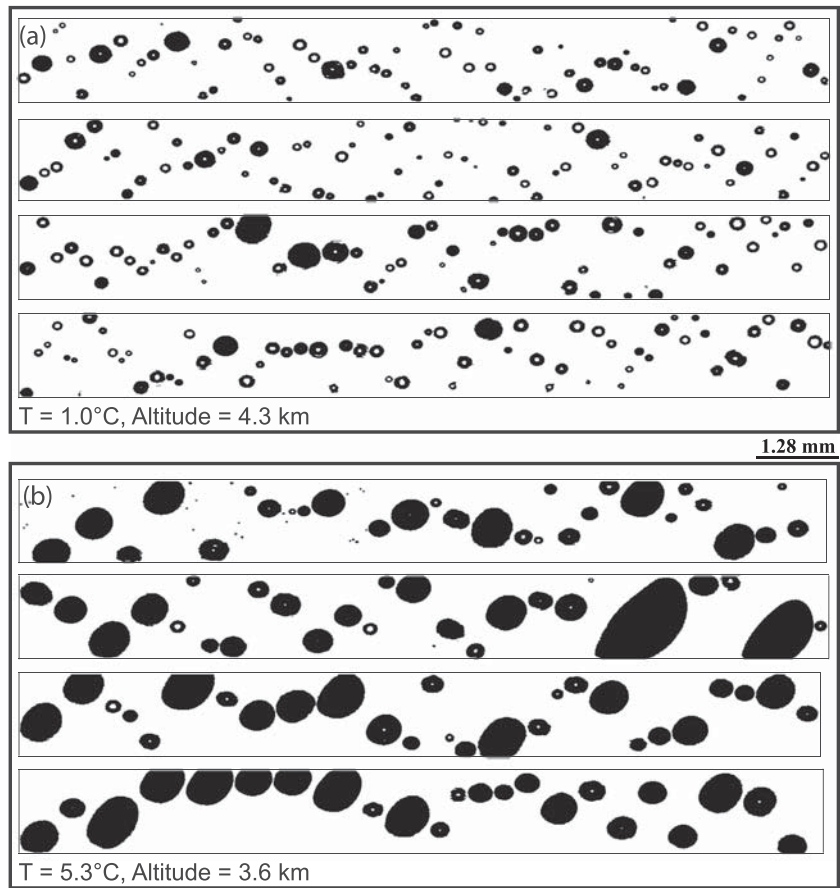 (a)
T = 1.0°C, Altitude = 4.3 km
1.28 mm
(b)
T = 5.3°C, Altitude = 3.6 km